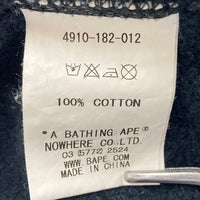 4910-182-012
100% COTTON
*A BATHING APE®
NOWHERE CO.,LTD.
03 (5772) 2524
WWW.BAPE.COM
MADE IN CHINA